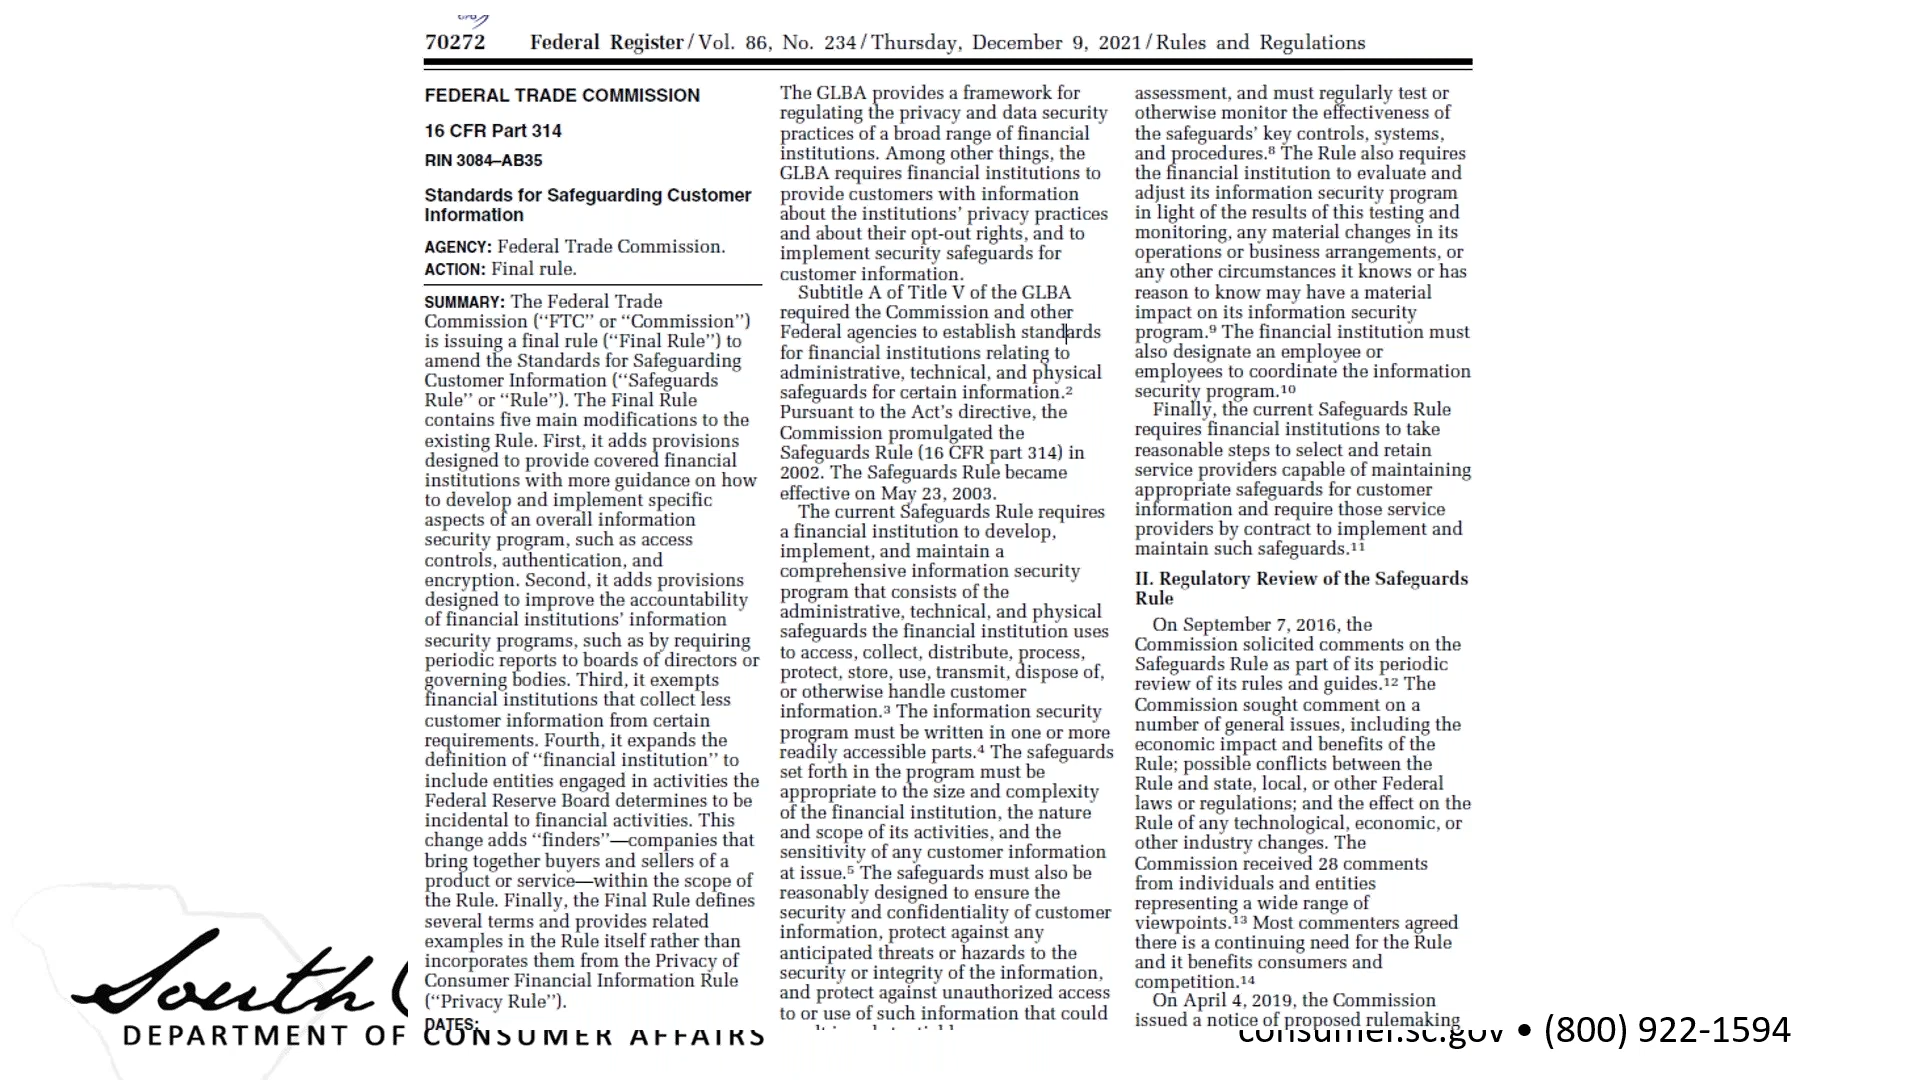 70272 Federal Register/Vol. 86, No. 234/Thursday, December 9, 2021/Rules and Regulations
FEDERAL TRADE COMMISSION
16 CFR Part 314
RIN 3084–AB35
Standards for Safeguarding Customer
Information
AGENCY: Federal Trade Commission.
ACTION: Final rule.
SUMMARY: The Federal Trade
Commission (‘‘FTC’’ or ‘‘Commission’’)
is issuing a final rule (‘‘Final Rule’’) to
amend the Standards for Safeguarding
Customer Information (‘‘Safeguards
Rule’’ or ‘‘Rule’’). The Final Rule
contains five main modifications to the
existing Rule. First, it adds provisions
designed to provide covered financial
institutions with more guidance on how
to develop and implement specific
aspects of an overall information
security program, such as access
controls, authentication, and
encryption. Second, it adds provisions
designed to improve the accountability
of financial institutions’ information
security programs, such as by requiring
periodic reports to boards of directors or
governing bodies. Third, it exempts
financial institutions that collect less
customer information from certain
requirements. Fourth, it expands the
definition of ‘‘financial institution’’ to
include entities engaged in activities the
Federal Reserve Board determines to be
incidental to financial activities. This
change adds ‘‘finders’’—companies that
bring together buyers and sellers of a
product or service—within the scope of
the Rule. Finally, the Final Rule defines
several terms and provides related
examples in the Rule itself rather than
incorporates them from the Privacy of
Consumer Financial Information Rule
(‘‘Privacy Rule’’).
DATES:
The GLBA provides a framework for
regulating the privacy and data security
practices of a broad range of financial
institutions. Among other things, the
GLBA requires financial institutions to
provide customers with information
about the institutions’ privacy practices
and about their opt-out rights, and to
implement security safeguards for
customer information.
Subtitle A of Title V of the GLBA
required the Commission and other
Federal agencies to establish standards
for financial institutions relating to
administrative, technical, and physical
safeguards for certain information.²
Pursuant to the Act’s directive, the
Commission promulgated the
Safeguards Rule (16 CFR part 314) in
2002. The Safeguards Rule became
effective on May 23, 2003.
The current Safeguards Rule requires
a financial institution to develop,
implement, and maintain a
comprehensive information security
program that consists of the
administrative, technical, and physical
safeguards the financial institution uses
to access, collect, distribute, process,
protect, store, use, transmit, dispose of,
or otherwise handle customer
information.³ The information security
program must be written in one or more
readily accessible parts.⁴ The safeguards
set forth in the program must be
appropriate to the size and complexity
of the financial institution, the nature
and scope of its activities, and the
sensitivity of any customer information
at issue.⁵ The safeguards must also be
reasonably designed to ensure the
security and confidentiality of customer
information, protect against any
anticipated threats or hazards to the
security or integrity of the information,
and protect against unauthorized access
to or use of such information that could
assessment, and must regularly test or
otherwise monitor the effectiveness of
the safeguards’ key controls, systems,
and procedures.⁸ The Rule also requires
the financial institution to evaluate and
adjust its information security program
in light of the results of this testing and
monitoring, any material changes in its
operations or business arrangements, or
any other circumstances it knows or has
reason to know may have a material
impact on its information security
program.⁹ The financial institution must
also designate an employee or
employees to coordinate the information
security program.¹⁰
Finally, the current Safeguards Rule
requires financial institutions to take
reasonable steps to select and retain
service providers capable of maintaining
appropriate safeguards for customer
information and require those service
providers by contract to implement and
maintain such safeguards.¹¹
II. Regulatory Review of the Safeguards
Rule
On September 7, 2016, the
Commission solicited comments on the
Safeguards Rule as part of its periodic
review of its rules and guides.¹² The
Commission sought comment on a
number of general issues, including the
economic impact and benefits of the
Rule; possible conflicts between the
Rule and state, local, or other Federal
laws or regulations; and the effect on the
Rule of any technological, economic, or
other industry changes. The
Commission received 28 comments
from individuals and entities
representing a wide range of
viewpoints.¹³ Most commenters agreed
there is a continuing need for the Rule
and it benefits consumers and
competition.¹⁴
On April 4, 2019, the Commission
issued a notice of proposed rulemaking
South
DEPARTMENT OF CONSUMER AFFAIRS
consumer.sc.gov • (800) 922-1594